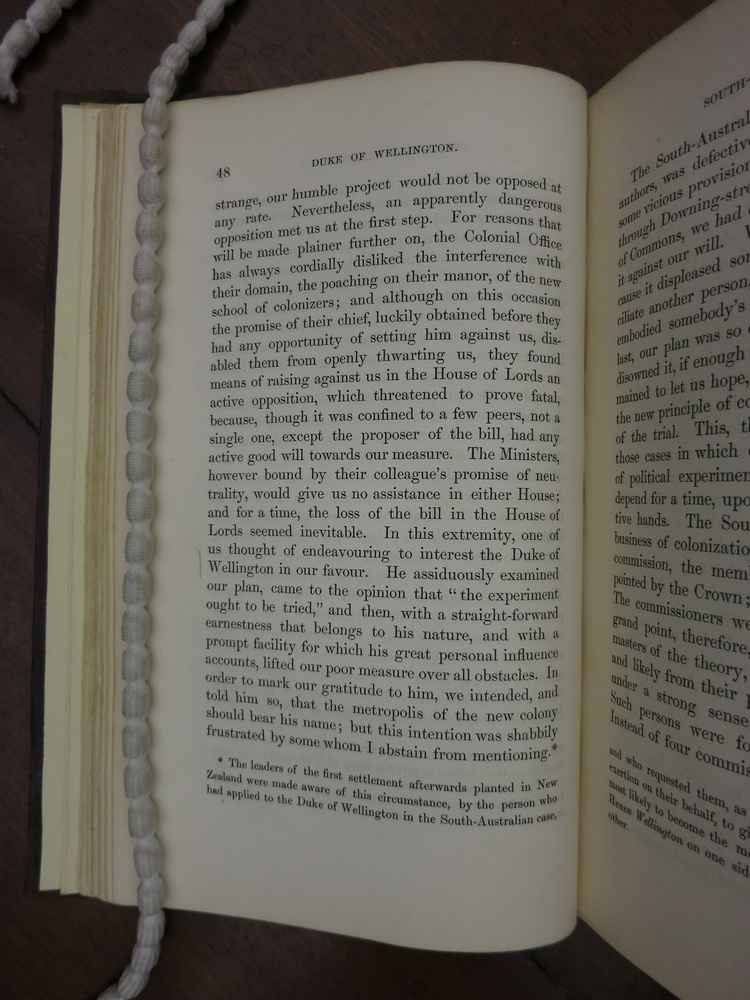 48
DUKE OF WELLINGTON.
strange, our humble project would not be opposed at
any rate. Nevertheless, an apparently dangerous
opposition met us at the first step. For reasons that
will be made plainer further on, the Colonial Office
has always cordially disliked the interference with
their domain, the poaching on their manor, of the new
school of colonizers; and although on this occasion
the promise of their chief, luckily obtained before they
had any opportunity of setting him against us, dis-
abled them from openly thwarting us, they found
means of raising against us in the House of Lords an
active opposition, which threatened to prove fatal,
because, though it was confined to a few peers, not a
single one, except the proposer of the bill, had any
active good will towards our measure. The Ministers,
however bound by their colleague's promise of neu-
trality, would give us no assistance in either House;
and for a time, the loss of the bill in the House of
Lords seemed inevitable. In this extremity, one of
us thought of endeavouring to interest the Duke of
Wellington in our favour. He assiduously examined
our plan, came to the opinion that "the experiment
ought to be tried," and then, with a straight-forward
earnestness that belongs to his nature, and with a
prompt facility for which his great personal influence
accounts, lifted our poor measure over all obstacles. In
order to mark our gratitude to him, we intended, and
told him so, that the metropolis of the new colony
should bear his name; but this intention was shabbily
frustrated by some whom I abstain from mentioning.*
* The leaders of the first settlement afterwards planted in New
Zealand were made aware of this circumstance, by the person who
had applied to the Duke of Wellington in the South-Australian case,
SOUTH-
The South-Austral
authors, was defectiv
some vicious provision
through Downing-stre
of Commons, we had
it against our will.
cause it displeased so
ciliate another person
embodied somebody's
last, our plan was so
disowned it, if enough
mained to let us hope,
the new principle of co
of the trial. This, t
those cases in which
of political experimen
depend for a time, upo
tive hands. The Sou
business of colonizatio
commission, the mem
pointed by the Crown;
The commissioners we
grand point, therefore,
masters of the theory,
and likely from their
under a strong sense
Such persons were fo
Instead of four commis
and who requested them, as
exertion on their behalf, to gi
most likely to become the m
Hence Wellington on one sid
other.